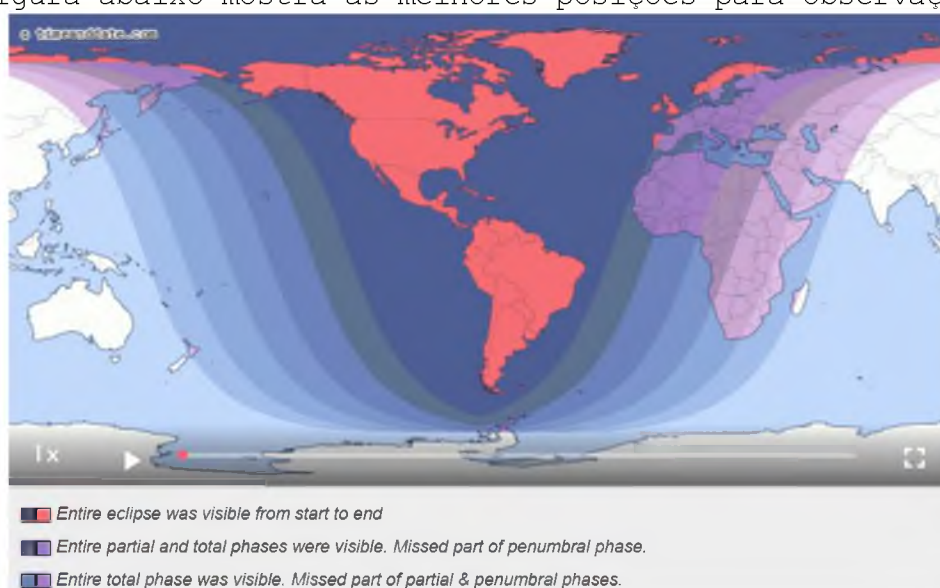 figura abaixo mostra as melhores posições para observaç
© timeanddate.com
1x
Entire eclipse was visible from start to end
Entire partial and total phases were visible. Missed part of penumbral phase.
Entire total phase was visible. Missed part of partial & penumbral phases.